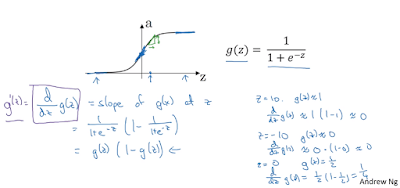 a
z
g(z) = 1 / (1 + e^{-z})
g'(z) = d/dz g(z) = slope of g(z) at z
= 1/(1+e^{-z}) (1 - 1/(1+e^{-z}))
= g(z) (1 - g(z)) ←
z = 10. g(z) ≈ 1
d/dz g(z) ≈ 1 (1-1) ≈ 0
z = -10 g(z) ≈ 0
d/dz g(z) ≈ 0 · (1-0) ≈ 0
z = 0 g(z) = 1/2
d/dz g(z) = 1/2 (1 - 1/2) = 1/4
Andrew Ng